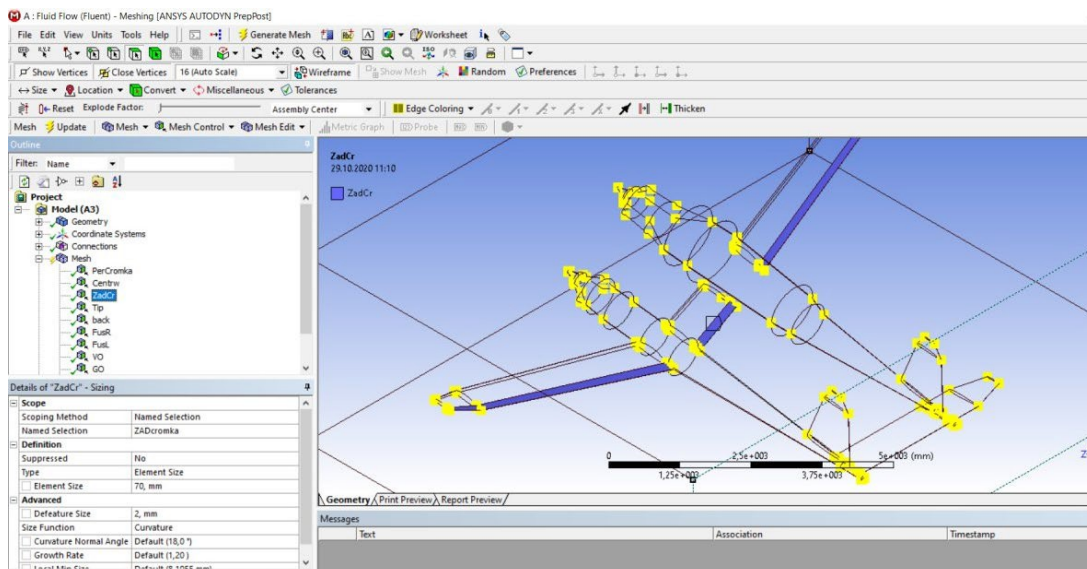 A : Fluid Flow (Fluent) - Meshing [ANSYS AUTODYN PrepPost]
File Edit View Units Tools Help Generate Mesh Worksheet
Show Vertices Close Vertices 16 (Auto Scale) Wireframe Show Mesh Random Preferences
Size Location Convert Miscellaneous Tolerances
Reset Explode Factor: Assembly Center Edge Coloring Thicken
Mesh Update Mesh Mesh Control Mesh Edit Metric Graph Probe
Outline
Filter: Name
Project
Model (A3)
Geometry
Coordinate Systems
Connections
Mesh
PerCromka
Centrw
ZadCr
Tip
back
FusR
FusL
VO
GO
Details of "ZadCr" - Sizing
Scope
Scoping Method Named Selection
Named Selection ZADcromka
Definition
Suppressed No
Type Element Size
Element Size 70, mm
Advanced
Defeature Size 2, mm
Size Function Curvature
Curvature Normal Angle Default (18,0 °)
Growth Rate Default (1,20 )
Local Min Size Default (8,1055 mm)
ZadCr
29.10.2020 11:10
ZadCr
0 2,5e+003 5e+003 (mm)
1,25e+003 3,75e+003
Geometry Print Preview Report Preview
Messages
Text Association Timestamp